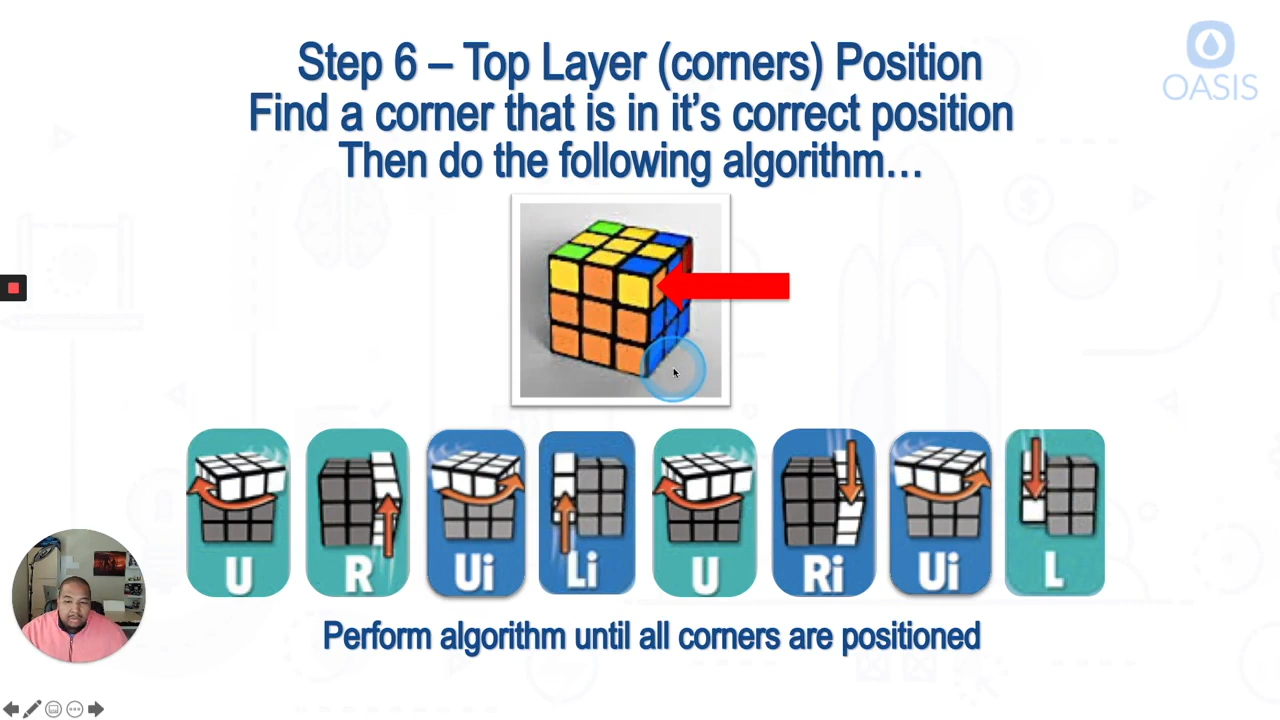 Step 6 – Top Layer (corners) Position
OASIS
Find a corner that is in it's correct position
Then do the following algorithm...
U
R
Ui
Li
U
Ri
Ui
L
Perform algorithm until all corners are positioned